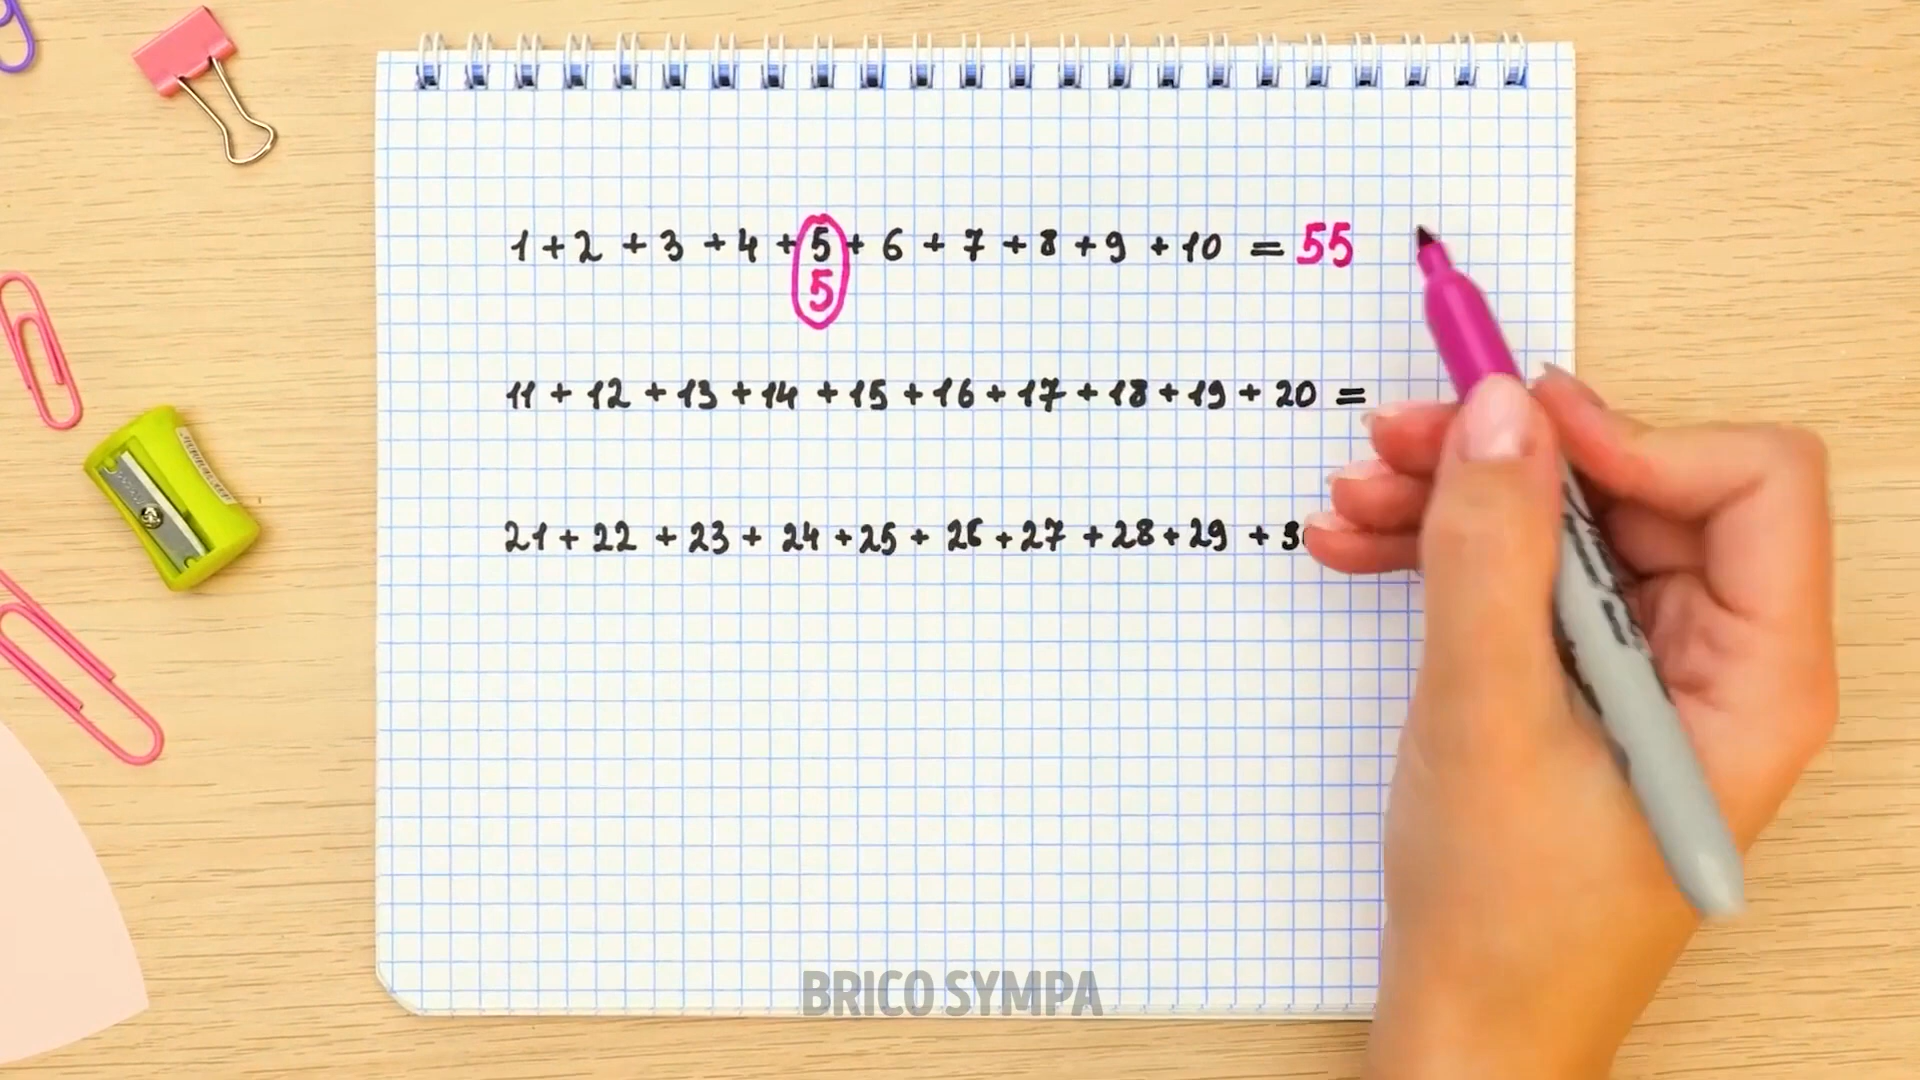 1 + 2 + 3 + 4 + 5 + 6 + 7 + 8 + 9 + 10 = 55
5
11 + 12 + 13 + 14 + 15 + 16 + 17 + 18 + 19 + 20 =
21 + 22 + 23 + 24 + 25 + 26 + 27 + 28 + 29 + 3
BRICO SYMPA